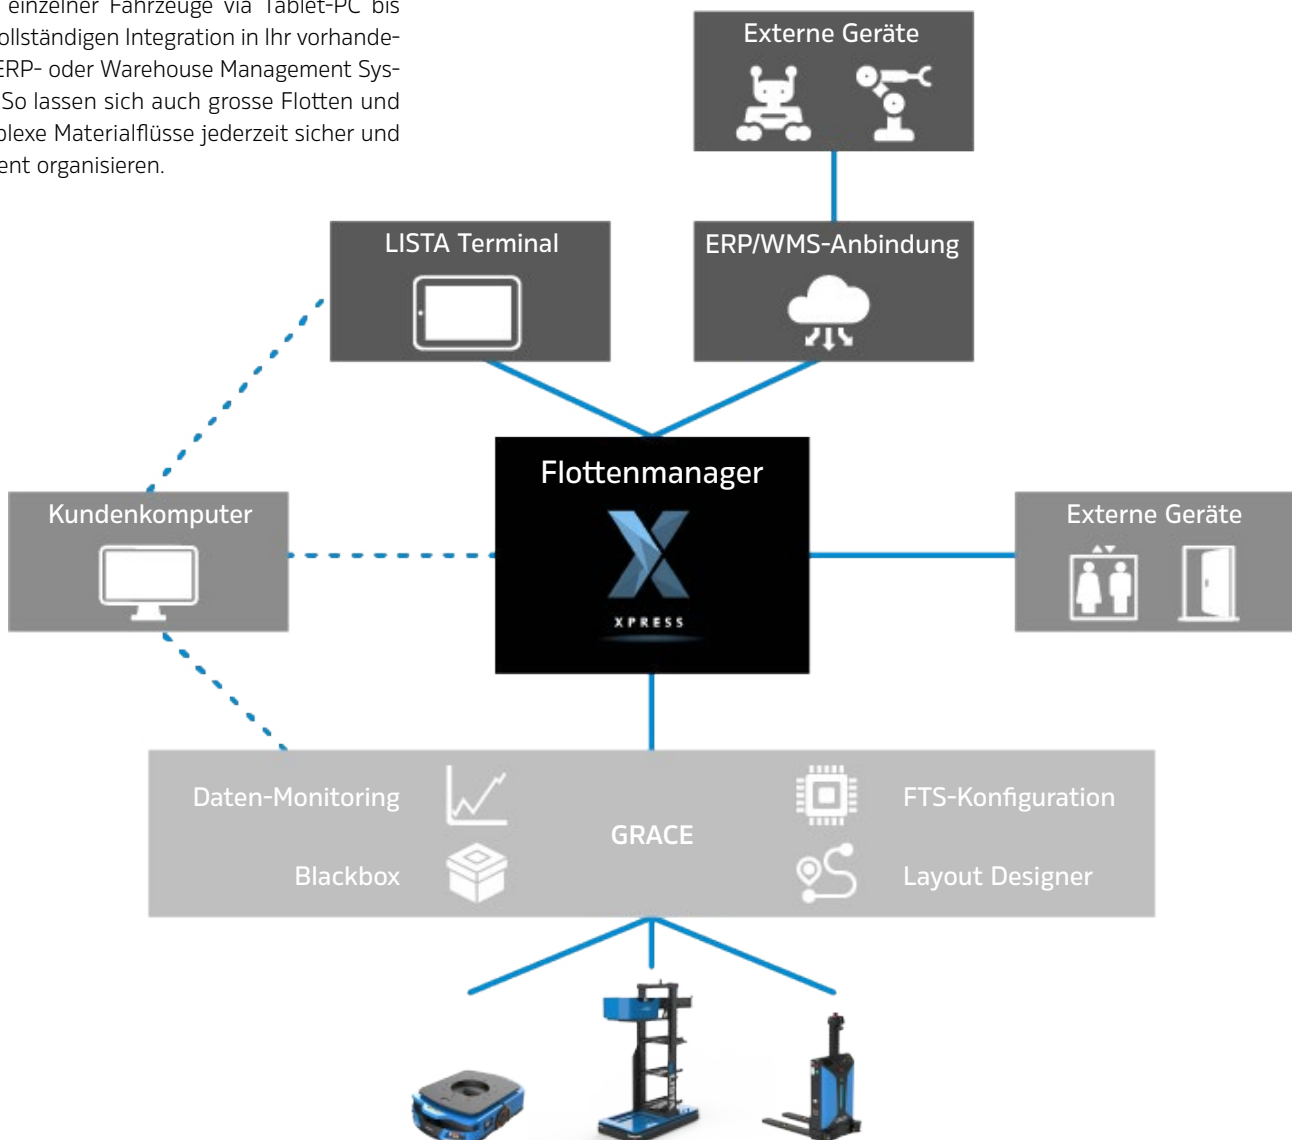 einzelner Fahrzeuge via Tablet-PC bis
ollständigen Integration in Ihr vorhande-
ERP- oder Warehouse Management Sys-
So lassen sich auch grosse Flotten und
plexe Materialflüsse jederzeit sicher und
ent organisieren.
Externe Geräte
LISTA Terminal
ERP/WMS-Anbindung
Flottenmanager
X
XPRESS
Kundenkomputer
Externe Geräte
Daten-Monitoring
FTS-Konfiguration
GRACE
Blackbox
Layout Designer